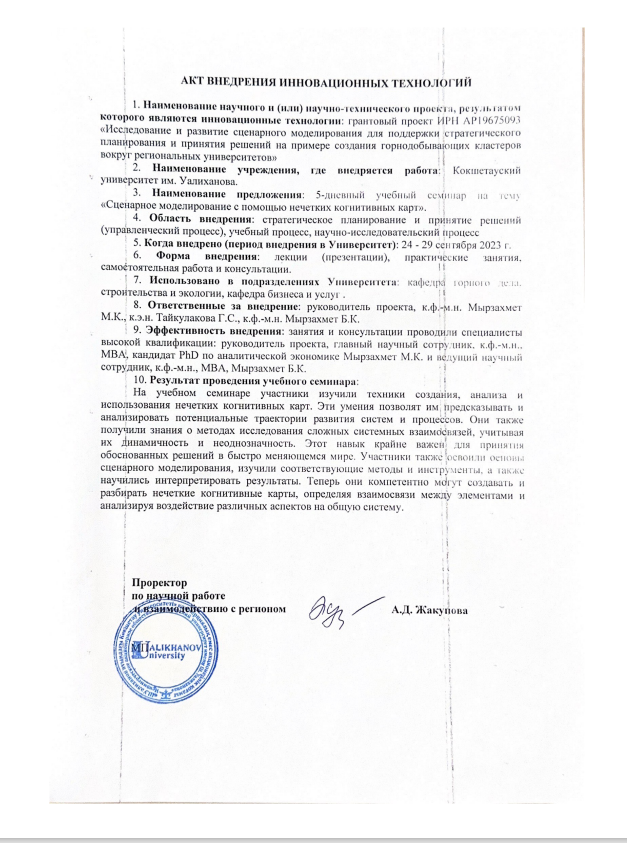 АКТ ВНЕДРЕНИЯ ИННОВАЦИОННЫХ ТЕХНОЛОГИЙ
1. Наименование научного и (или) научно-технического проекта, результатом
которого являются инновационные технологии: грантовый проект ИРН АР19675093
«Исследование и развитие сценарного моделирования для поддержки стратегического
планирования и принятия решений на примере создания горнодобывающих кластеров
вокруг региональных университетов»
2. Наименование учреждения, где внедряется работа: Кокшетауский
университет им. Уалиханова.
3. Наименование предложения: 5-дневный учебный семинар на тему
«Сценарное моделирование с помощью нечетких когнитивных карт».
4. Область внедрения: стратегическое планирование и принятие решений
(управленческий процесс), учебный процесс, научно-исследовательский процесс
5. Когда внедрено (период внедрения в Университет): 24 - 29 сентября 2023 г.
6. Форма внедрения: лекции (презентации), практические занятия,
самостоятельная работа и консультации.
7. Использовано в подразделениях Университета: кафедра горного дела,
строительства и экологии, кафедра бизнеса и услуг .
8. Ответственные за внедрение: руководитель проекта, к.ф.-м.н. Мырзахмет
М.К., к.э.н. Тайкулакова Г.С., к.ф.-м.н. Мырзахмет Б.К.
9. Эффективность внедрения: занятия и консультации проводили специалисты
высокой квалификации: руководитель проекта, главный научный сотрудник, к.ф.-м.н.,
MBA, кандидат PhD по аналитической экономике Мырзахмет М.К. и ведущий научный
сотрудник, к.ф.-м.н., MBA, Мырзахмет Б.К.
10. Результат проведения учебного семинара:
На учебном семинаре участники изучили техники создания, анализа и
использования нечетких когнитивных карт. Эти умения позволят им предсказывать и
анализировать потенциальные траектории развития систем и процессов. Они также
получили знания о методах исследования сложных системных взаимосвязей, учитывая
их динамичность и неоднозначность. Этот навык крайне важен для принятия
обоснованных решений в быстро меняющемся мире. Участники также освоили основы
сценарного моделирования, изучили соответствующие методы и инструменты, а также
научились интерпретировать результаты. Теперь они компетентно могут создавать и
разбирать нечеткие когнитивные карты, определяя взаимосвязи между элементами и
анализируя воздействие различных аспектов на общую систему.
Проректор
по научной работе
и взаимодействию с регионом
А.Д. Жакупова
МП
UALIKHANOV
University